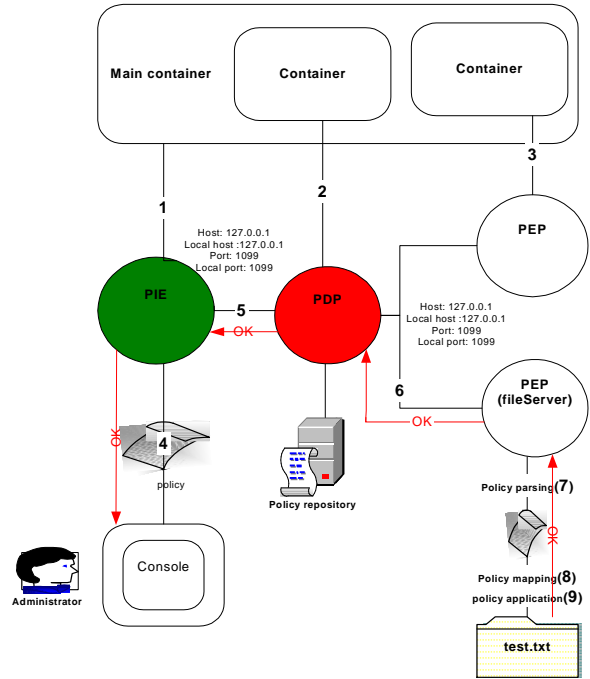 Main container
Container
Container
1
2
3
Host: 127.0.0.1
Local host :127.0.0.1
Port: 1099
Local port: 1099
PEP
PIE
5
OK
PDP
Host: 127.0.0.1
Local host :127.0.0.1
Port: 1099
Local port: 1099
6
OK
PEP
(fileServer)
OK
4
policy
Policy repository
Policy parsing(7)
OK
Policy mapping(8)
policy application(9)
Console
Administrator
test.txt